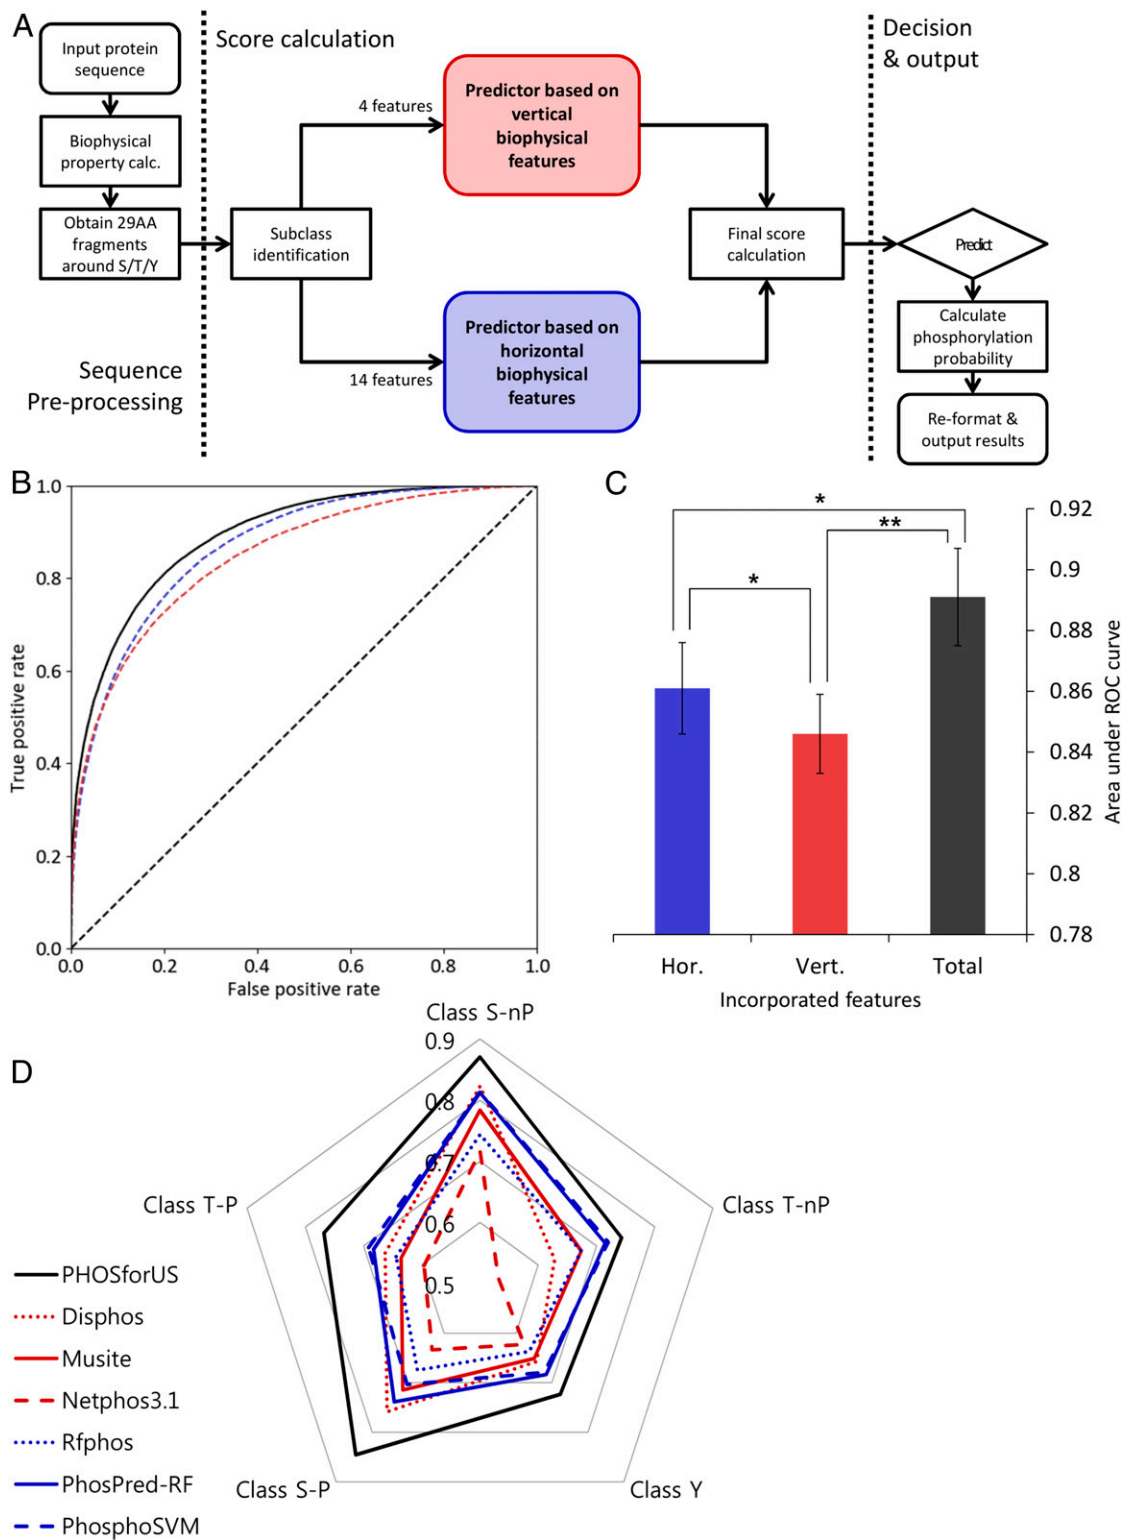 A
Input protein
sequence
Biophysical
property calc.
Obtain 29AA
fragments
around S/T/Y
Sequence
Pre-processing
Score calculation
Subclass
identification
4 features
14 features
Predictor based on
vertical
biophysical
features
Predictor based on
horizontal
biophysical
features
Final score
calculation
Decision
& output
Predict
Calculate
phosphorylation
probability
Re-format &
output results
B
1.0
0.8
0.6
0.4
0.2
0.0
0.0
0.2
0.4
0.6
0.8
1.0
True positive rate
False positive rate
C
*
**
*
0.92
0.9
0.88
0.86
0.84
0.82
0.8
0.78
Area under ROC curve
Hor.
Vert.
Total
Incorporated features
D
Class S-nP
Class T-nP
Class Y
Class S-P
Class T-P
0.9
0.8
0.7
0.6
0.5
PHOSforUS
Disphos
Musite
Netphos3.1
Rfphos
PhosPred-RF
PhosphoSVM